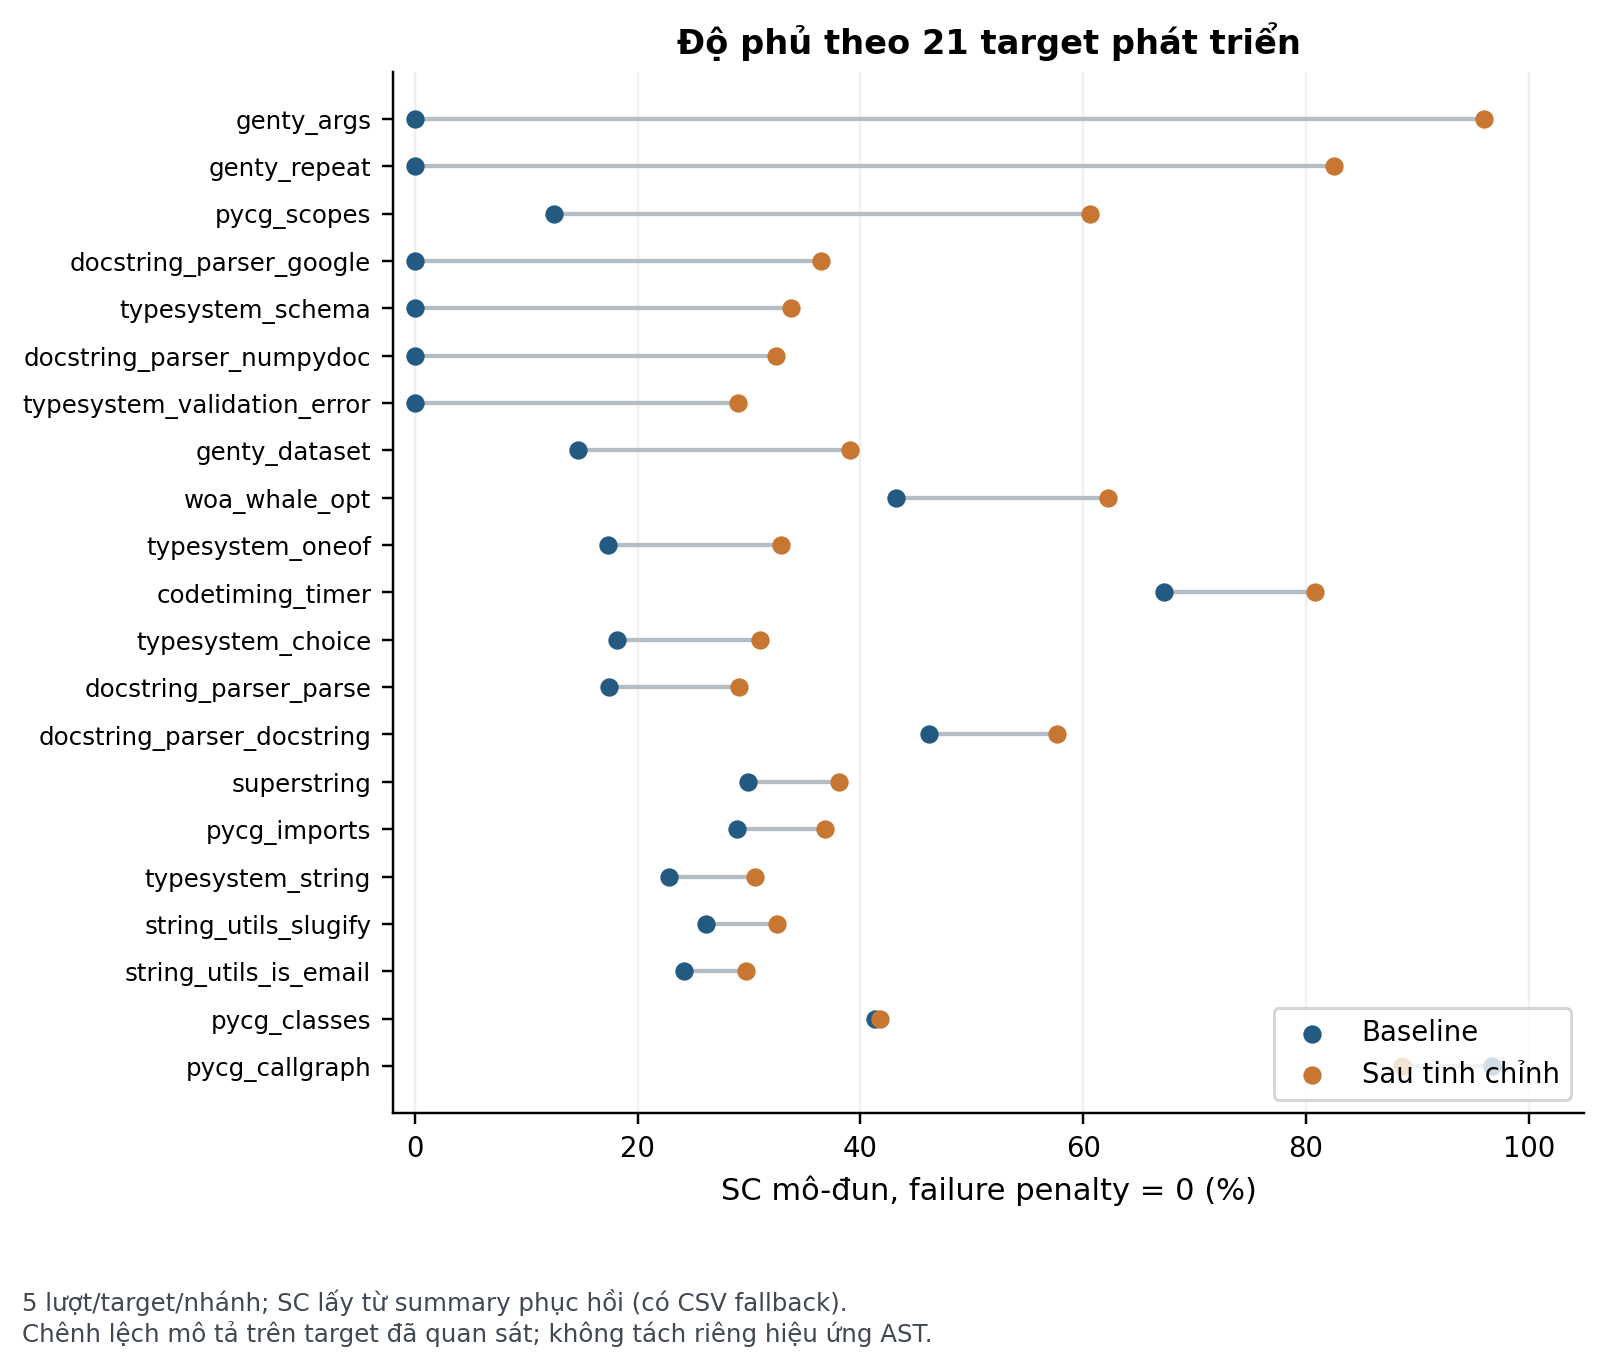 Độ phủ theo 21 target phát triển
genty_args
genty_repeat
pycg_scopes
docstring_parser_google
typesystem_schema
docstring_parser_numpydoc
typesystem_validation_error
genty_dataset
woa_whale_opt
typesystem_oneof
codetiming_timer
typesystem_choice
docstring_parser_parse
docstring_parser_docstring
superstring
pycg_imports
typesystem_string
string_utils_slugify
string_utils_is_email
pycg_classes
pycg_callgraph
Baseline
Sau tinh chỉnh
0 20 40 60 80 100
SC mô-đun, failure penalty = 0 (%)
5 lượt/target/nhánh; SC lấy từ summary phục hồi (có CSV fallback).
Chênh lệch mô tả trên target đã quan sát; không tách riêng hiệu ứng AST.